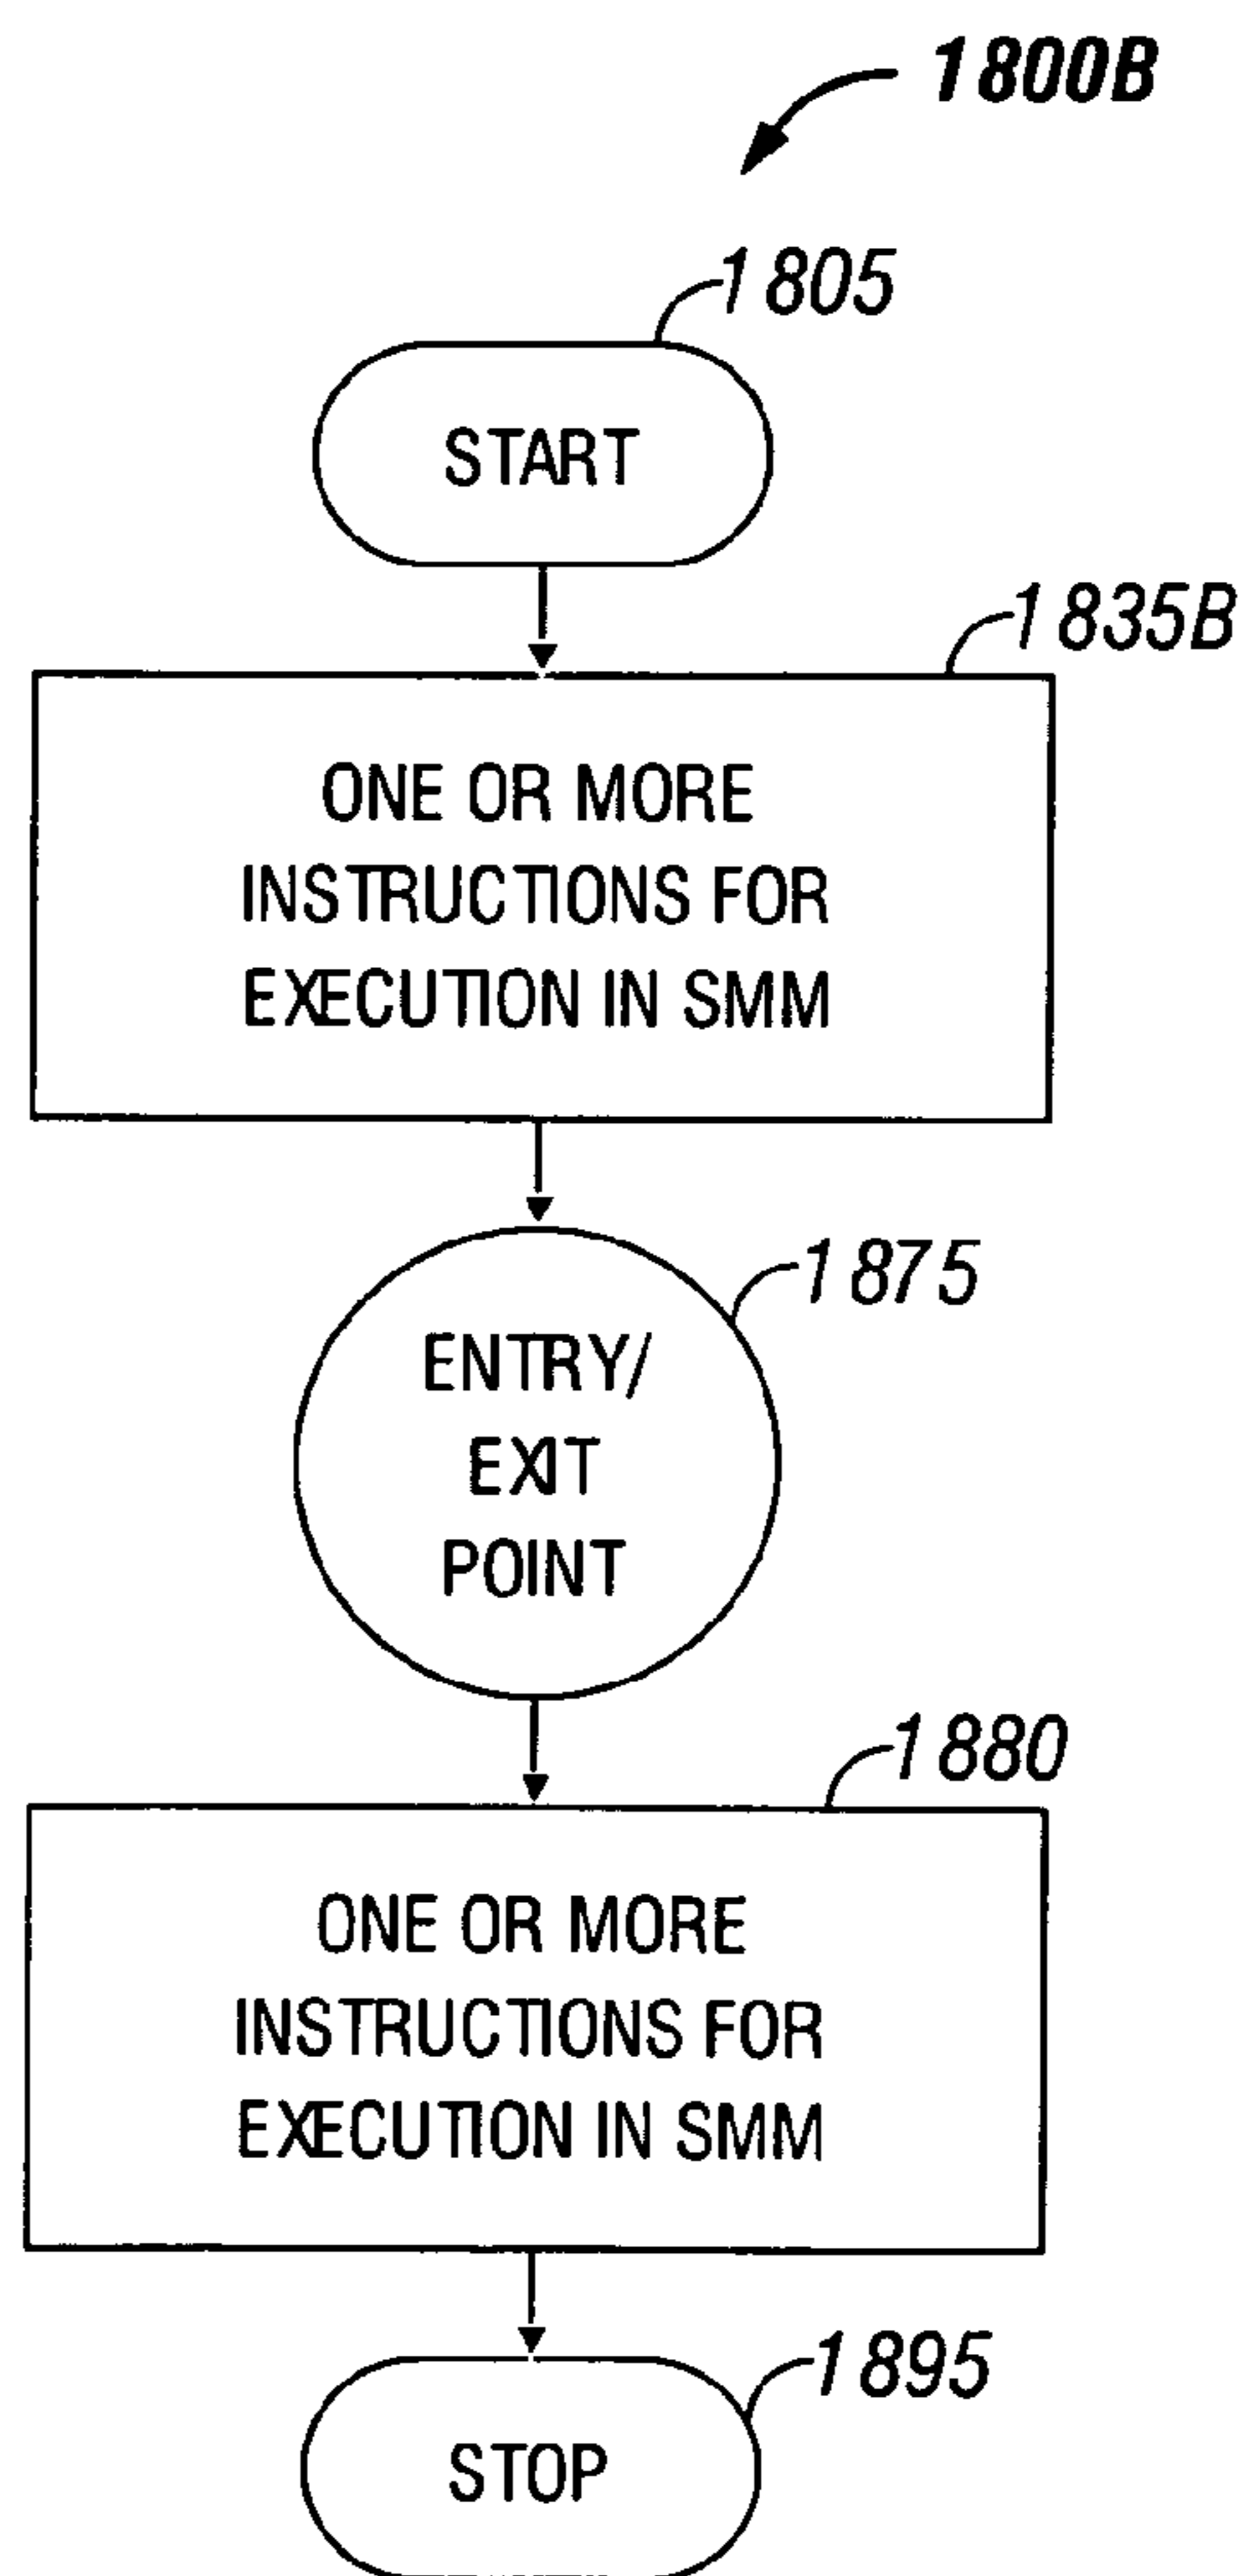 1800B
1805
START
1835B
ONE OR MORE
INSTRUCTIONS FOR
EXECUTION IN SMM
1875
ENTRY/
EXIT
POINT
1880
ONE OR MORE
INSTRUCTIONS FOR
EXECUTION IN SMM
1895
STOP